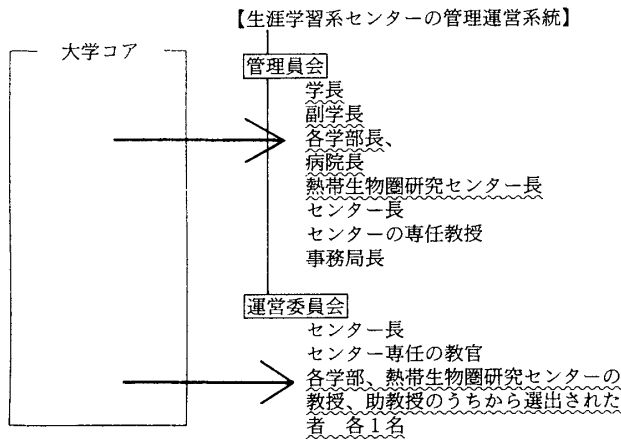 【生涯学習系センターの管理運営系統】
大学コア
管理員会
学長
副学長
各学部長、
病院長
熱帯生物圏研究センター長
センター長
センターの専任教授
事務局長
運営委員会
センター長
センター専任の教官
各学部、熱帯生物圏研究センターの
教授、助教授のうちから選出された
者　各１名